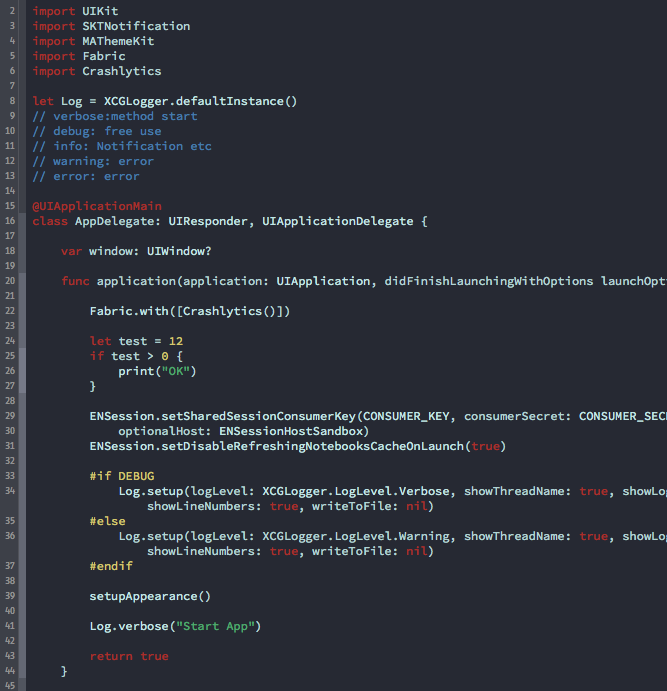 2 import UIKit
3 import SKTNotification
4 import MAThemeKit
5 import Fabric
6 import Crashlytics
7
8 let Log = XCGLogger.defaultInstance()
9 // verbose:method start
10 // debug: free use
11 // info: Notification etc
12 // warning: error
13 // error: error
14
15 @UIApplicationMain
16 class AppDelegate: UIResponder, UIApplicationDelegate {
17
18 var window: UIWindow?
19
20 func application(application: UIApplication, didFinishLaunchingWithOptions launchOpti
21
22 Fabric.with([Crashlytics()])
23
24 let test = 12
25 if test > 0 {
26 print("OK")
27 }
28
29 ENSession.setSharedSessionConsumerKey(CONSUMER_KEY, consumerSecret: CONSUMER_SECR
optionalHost: ENSessionHostSandbox)
31 ENSession.setDisableRefreshingNotebooksCacheOnLaunch(true)
32
33 #if DEBUG
34 Log.setup(logLevel: XCGLogger.LogLevel.Verbose, showThreadName: true, showLog
showLineNumbers: true, writeToFile: nil)
35 #else
36 Log.setup(logLevel: XCGLogger.LogLevel.Warning, showThreadName: true, showLog
showLineNumbers: true, writeToFile: nil)
37 #endif
38
39 setupAppearance()
40
41 Log.verbose("Start App")
42
43 return true
44 }
45